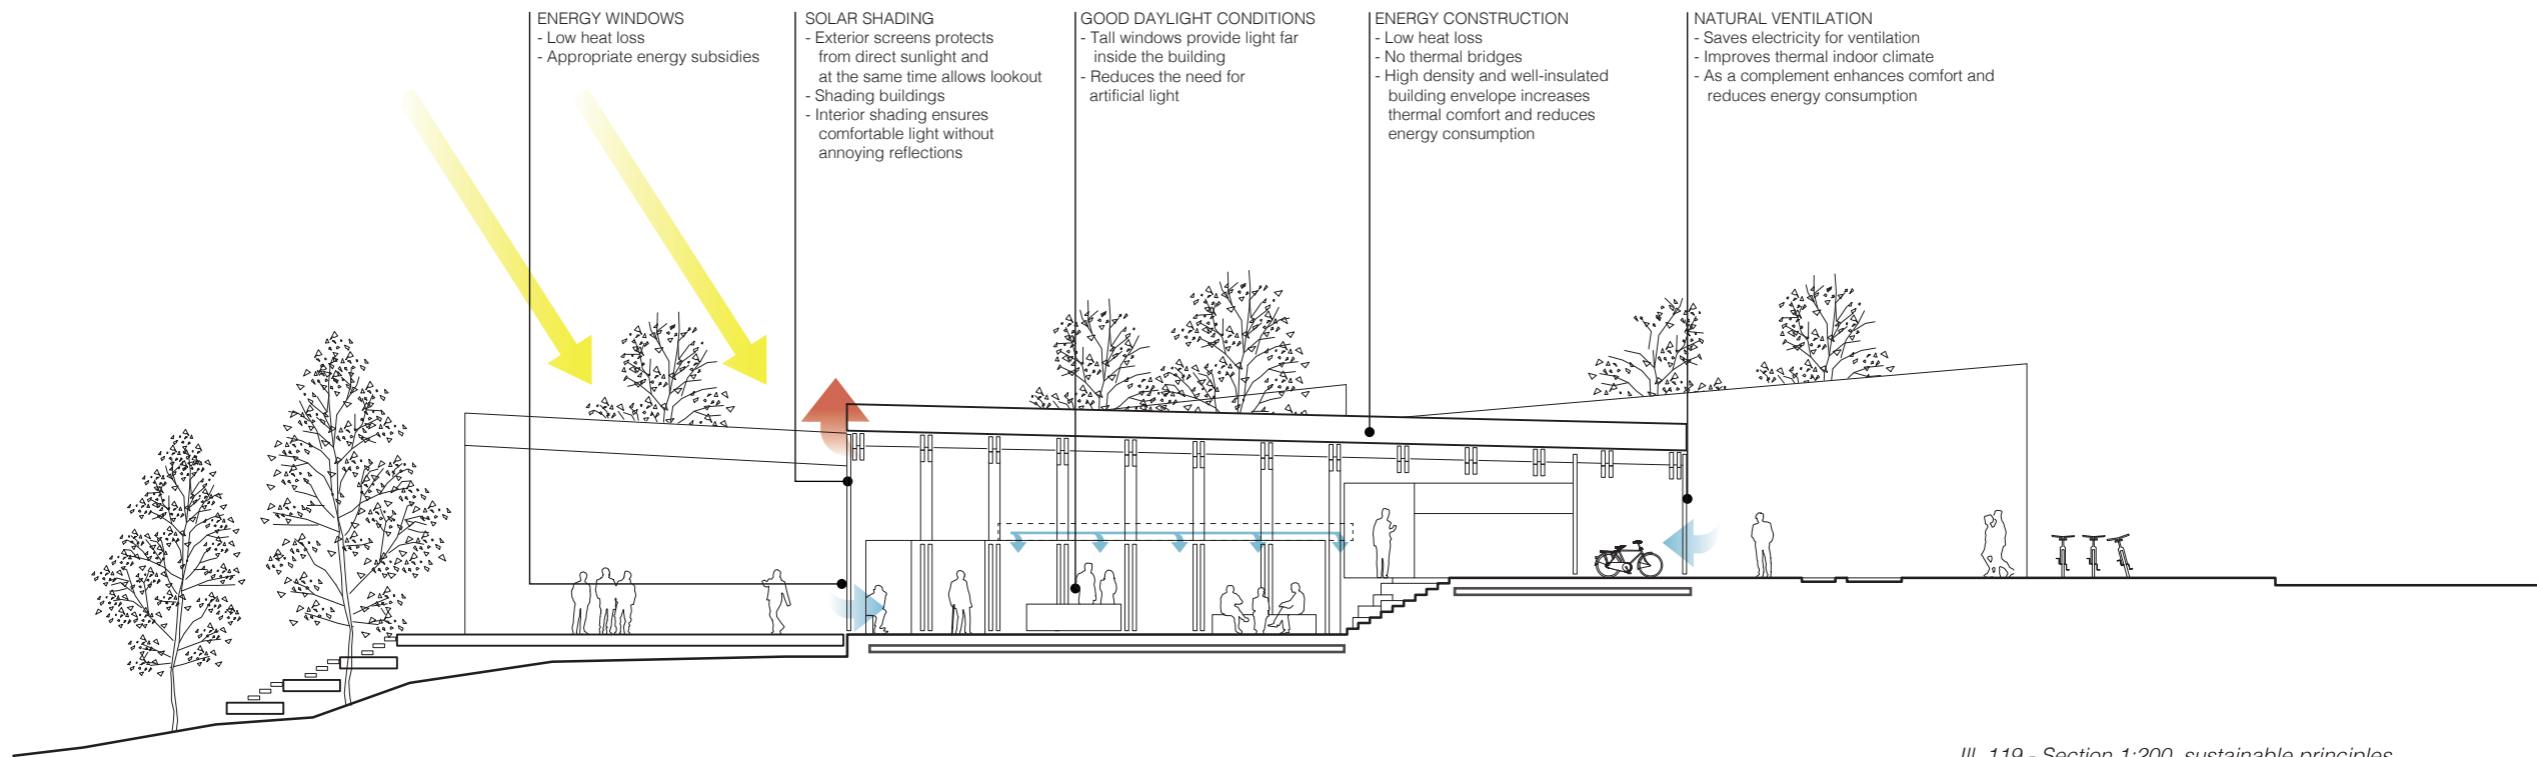 ENERGY WINDOWS
- Low heat loss
- Appropriate energy subsidies
SOLAR SHADING
- Exterior screens protects
from direct sunlight and
at the same time allows lookout
- Shading buildings
- Interior shading ensures
comfortable light without
annoying reflections
GOOD DAYLIGHT CONDITIONS
- Tall windows provide light far
inside the building
- Reduces the need for
artificial light
ENERGY CONSTRUCTION
- Low heat loss
- No thermal bridges
- High density and well-insulated
building envelope increases
thermal comfort and reduces
energy consumption
NATURAL VENTILATION
- Saves electricity for ventilation
- Improves thermal indoor climate
- As a complement enhances comfort and
reduces energy consumption
Ill. 119 - Section 1:200, sustainable principles